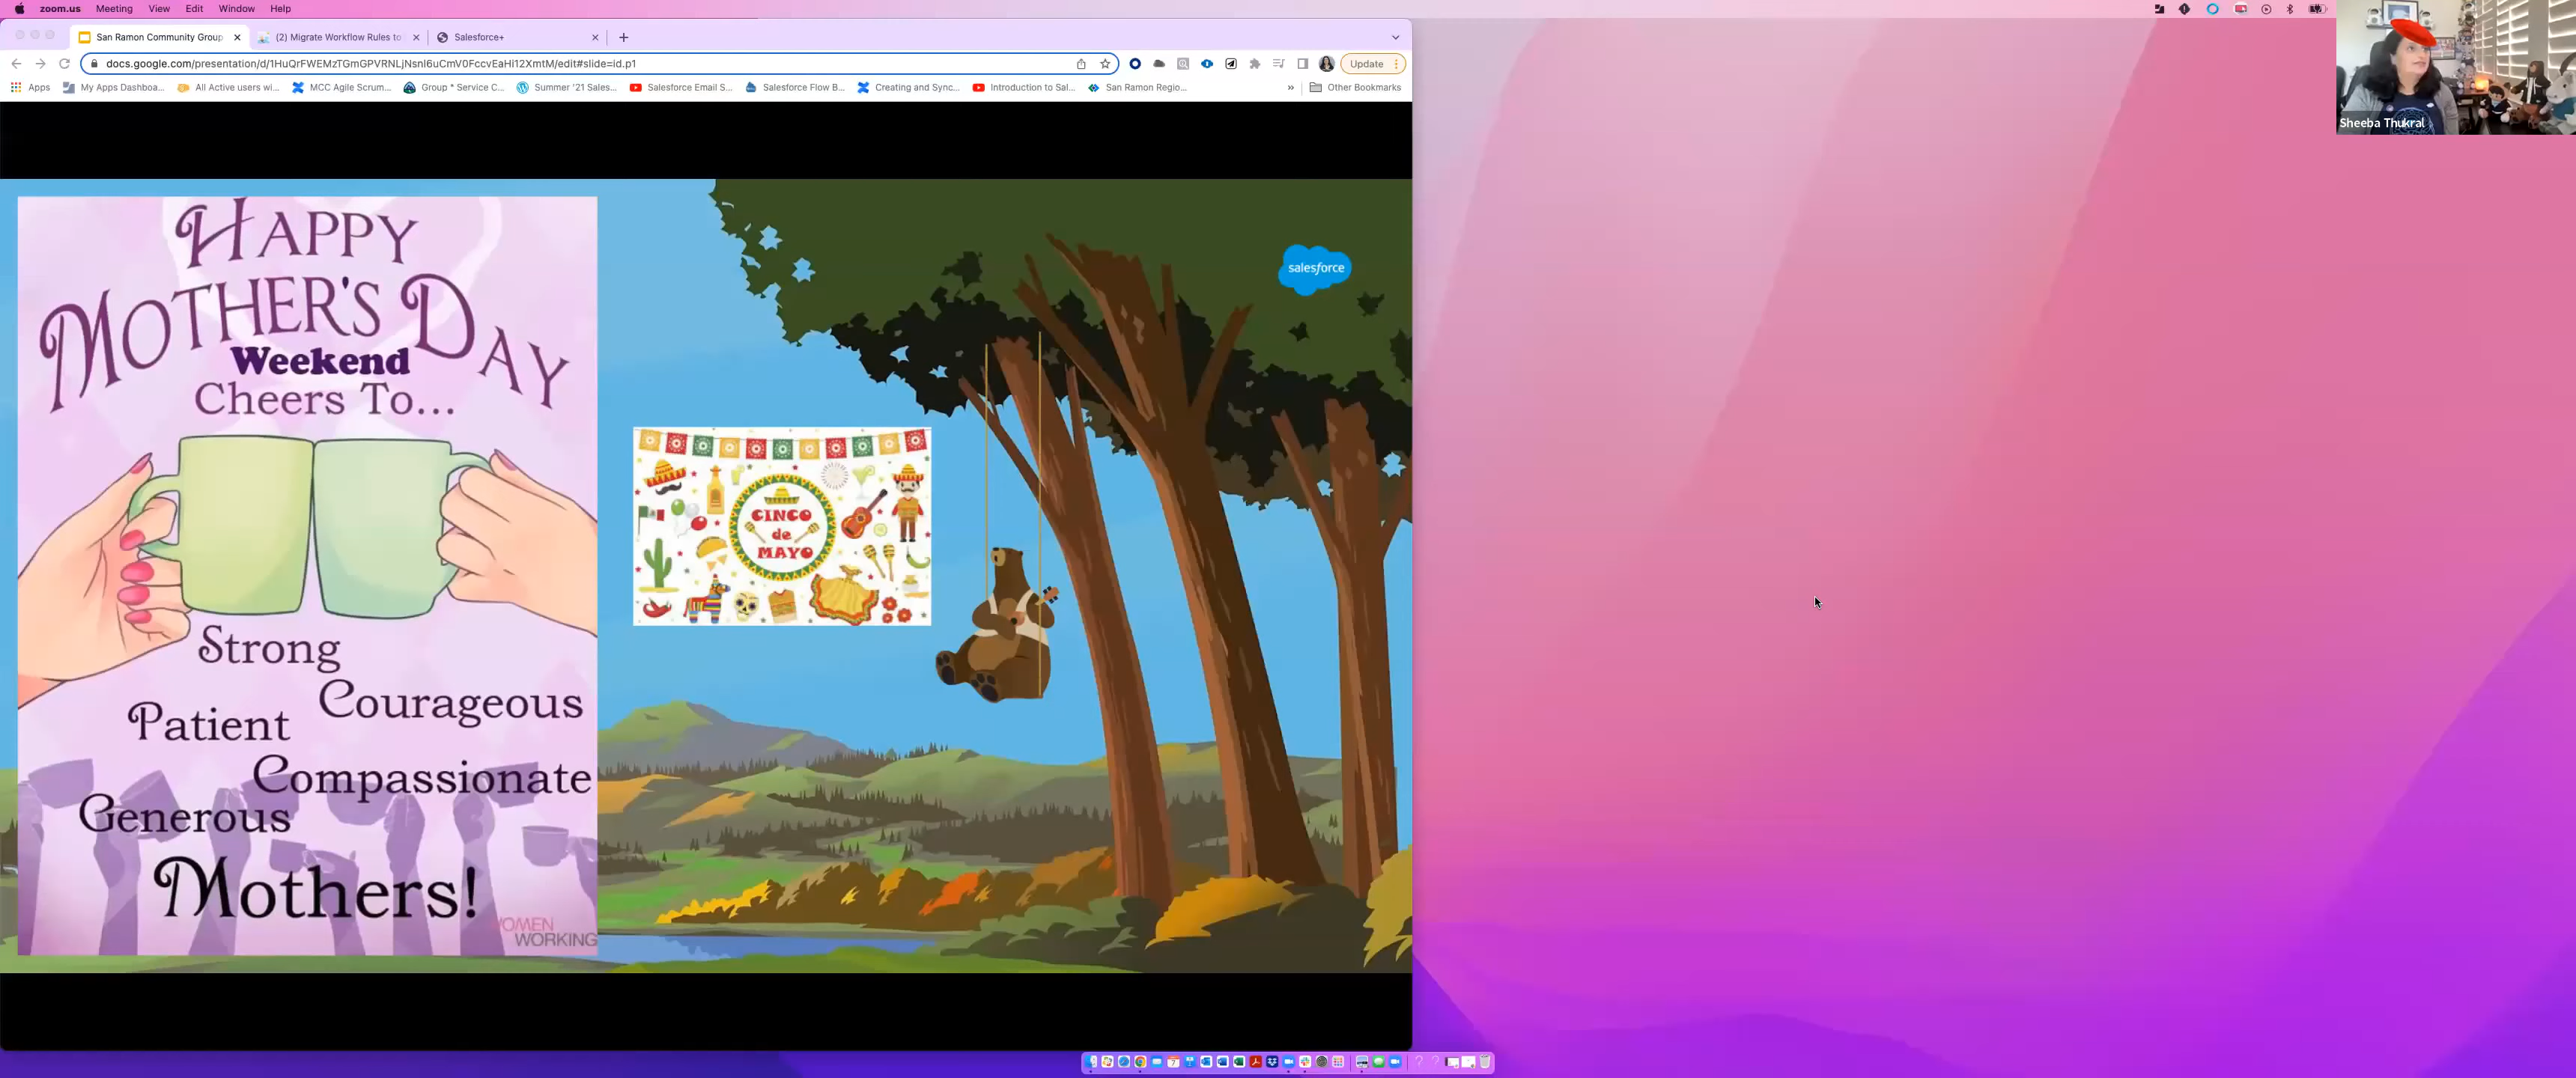 zoom.us Meeting View Edit Window Help
San Ramon Community Group
(2) Migrate Workflow Rules to
Salesforce+
docs.google.com/presentation/d/1HuQrFWEMzTGmGPVRNLjNsnI6uCmV0FccvEaHi12XmtM/edit#slide=id.p1
Update
Apps My Apps Dashboa... All Active users wi... MCC Agile Scrum... Group * Service C... Summer '21 Sales... Salesforce Email S... Salesforce Flow B... Creating and Sync... Introduction to Sal... San Ramon Regio... » Other Bookmarks
Sheeba Thukral
HAPPY
MOTHER'S DAY
Weekend
Cheers To...
Strong
Courageous
Patient
Compassionate
Generous
Mothers!
WOMEN
WORKING
CINCO
de
MAYO
salesforce